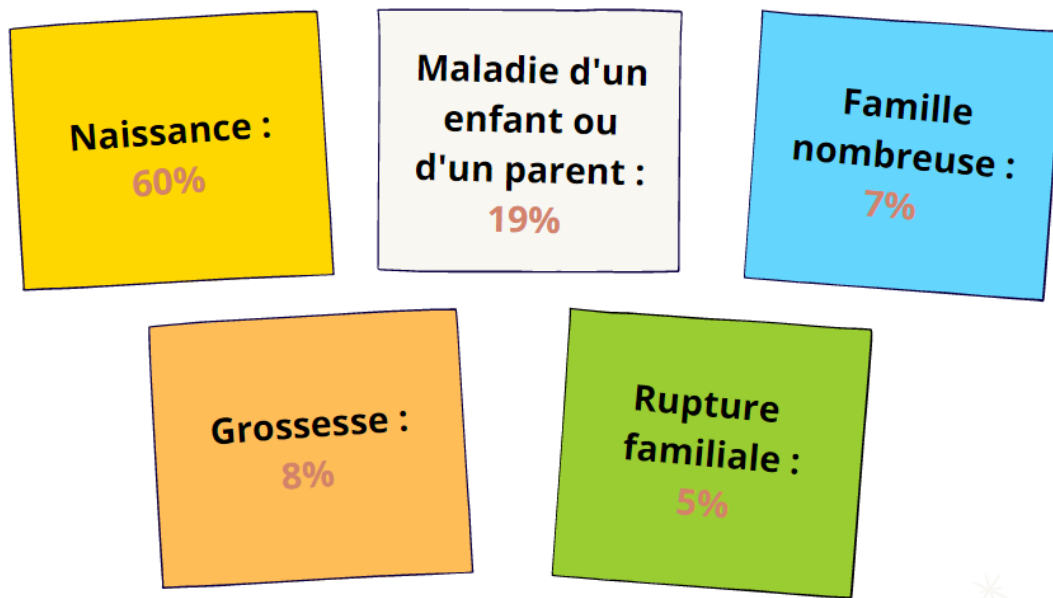 Naissance :
60%
Maladie d'un
enfant ou
d'un parent :
19%
Famille
nombreuse :
7%
Grossesse :
8%
Rupture
familiale :
5%